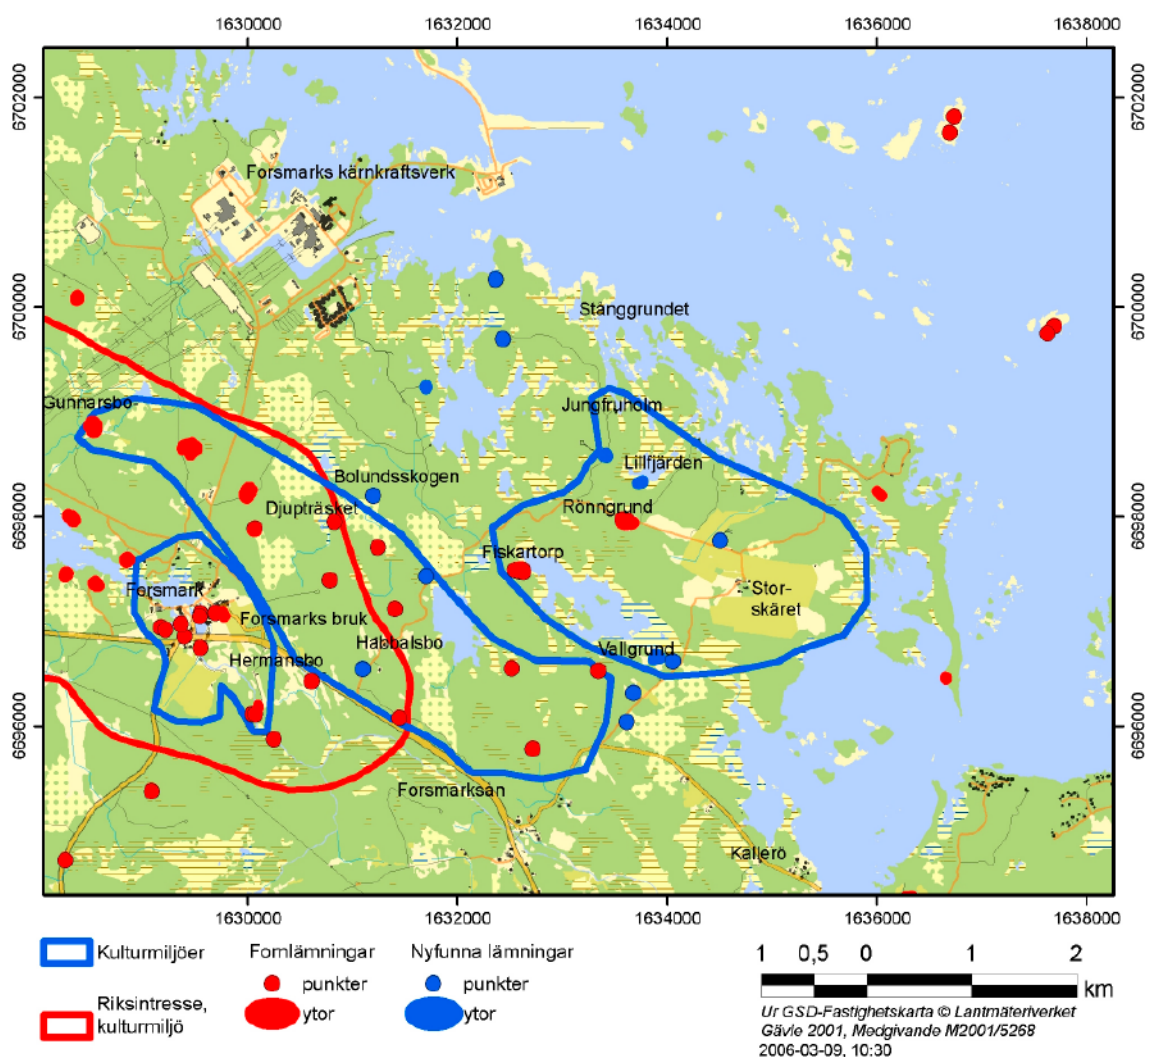 1630000 1632000 1634000 1636000 1638000
6702000 6702000
Forsmarks kärnkraftsverk
6700000 6700000
Stånggrundet
Gunnarsbo
Jungfruholm
Bolundsskogen
Lillfjärden
Djupträsket
Rönngrund
6698000 6698000
Fiskartorp
Forsmark
Stor-
skäret
Forsmarks bruk
Habbalsbo
Vallgrund
Hermansbo
6696000 6696000
Forsmarksån
Kallerö
1630000 1632000 1634000 1636000 1638000
Kulturmiljöer
Riksintresse,
kulturmiljö
Fornlämningar
punkter
ytor
Nyfunna lämningar
punkter
ytor
1 0,5 0 1 2
km
Ur GSD-Fastighetskarta © Lantmäteriverket
Gävle 2001, Medgivande M2001/5268
2006-03-09, 10:30